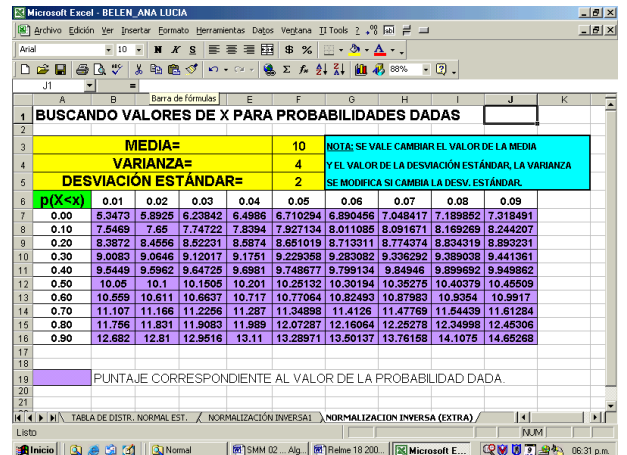 Microsoft Excel - BELEN_ANA LUCIA
Archivo Edición Ver Insertar Formato Herramientas Datos Ventana TI Tools ?
Arial 10 N K S $ %
88%
J1 =
Barra de fórmulas
A B E F G H I J K
1 BUSCANDO VALORES DE X PARA PROBABILIDADES DADAS
2
3 MEDIA= 10 NOTA: SE VALE CAMBIAR EL VALOR DE LA MEDIA
4 VARIANZA= 4 Y EL VALOR DE LA DESVIACIÓN ESTÁNDAR, LA VARIANZA
5 DESVIACIÓN ESTÁNDAR= 2 SE MODIFICA SI CAMBIA LA DESV. ESTÁNDAR.
6 p(X<x) 0.01 0.02 0.03 0.04 0.05 0.06 0.07 0.08 0.09
7 0.00 5.3473 5.8925 6.23842 6.4986 6.710294 6.890456 7.048417 7.189852 7.318491
8 0.10 7.5469 7.65 7.74722 7.8394 7.927134 8.011085 8.091671 8.169269 8.244207
9 0.20 8.3872 8.4556 8.52231 8.5874 8.651019 8.713311 8.774374 8.834319 8.893231
10 0.30 9.0083 9.0646 9.12017 9.1751 9.229358 9.283082 9.336292 9.389038 9.441361
11 0.40 9.5449 9.5962 9.64725 9.6981 9.748677 9.799134 9.84946 9.899692 9.949862
12 0.50 10.05 10.1 10.1505 10.201 10.25132 10.30194 10.35275 10.40379 10.45509
13 0.60 10.559 10.611 10.6637 10.717 10.77064 10.82493 10.87983 10.9354 10.9917
14 0.70 11.107 11.166 11.2256 11.287 11.34898 11.4126 11.47769 11.54439 11.61284
15 0.80 11.756 11.831 11.9083 11.989 12.07287 12.16064 12.25278 12.34998 12.45306
16 0.90 12.682 12.81 12.9516 13.11 13.28971 13.50137 13.76158 14.1075 14.65268
17
18
19 PUNTAJE CORRESPONDIENTE AL VALOR DE LA PROBABILIDAD DADA.
20
21
TABLA DE DISTR. NORMAL EST. NORMALIZACIÓN INVERSA1 NORMALIZACION INVERSA (EXTRA)
Listo NUM
Inicio Normal SMM 02 ... Alg... Relme 18 200... Microsoft E... 06:31 p.m.